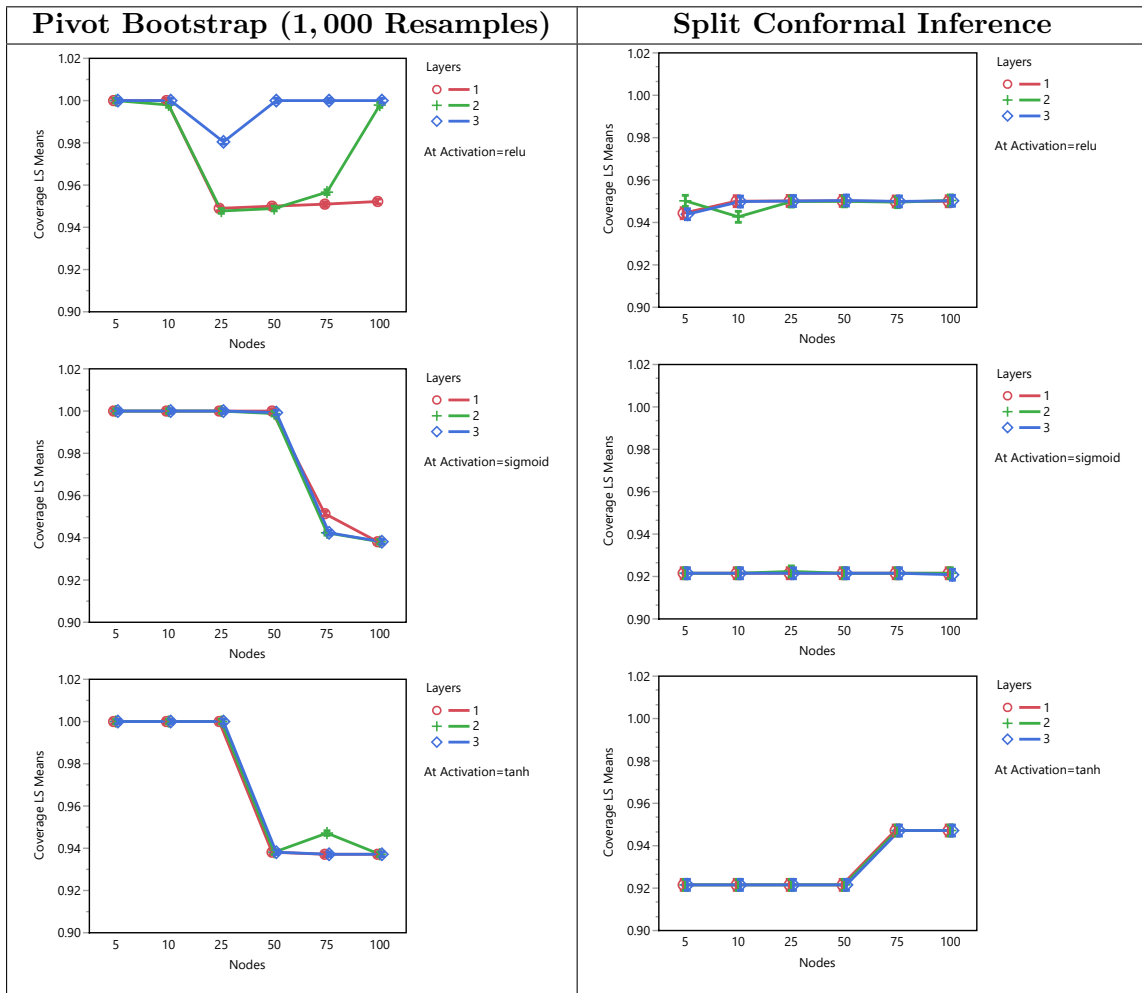 Pivot Bootstrap (1,000 Resamples)
Split Conformal Inference
1.02
1.00
0.98
0.96
0.94
0.92
0.90
Coverage LS Means
5 10 25 50 75 100
Nodes
Layers
1
2
3
At Activation=relu
1.02
1.00
0.98
0.96
0.94
0.92
0.90
Coverage LS Means
5 10 25 50 75 100
Nodes
Layers
1
2
3
At Activation=relu
1.02
1.00
0.98
0.96
0.94
0.92
0.90
Coverage LS Means
5 10 25 50 75 100
Nodes
Layers
1
2
3
At Activation=sigmoid
1.02
1.00
0.98
0.96
0.94
0.92
0.90
Coverage LS Means
5 10 25 50 75 100
Nodes
Layers
1
2
3
At Activation=sigmoid
1.02
1.00
0.98
0.96
0.94
0.92
0.90
Coverage LS Means
5 10 25 50 75 100
Nodes
Layers
1
2
3
At Activation=tanh
1.02
1.00
0.98
0.96
0.94
0.92
0.90
Coverage LS Means
5 10 25 50 75 100
Nodes
Layers
1
2
3
At Activation=tanh